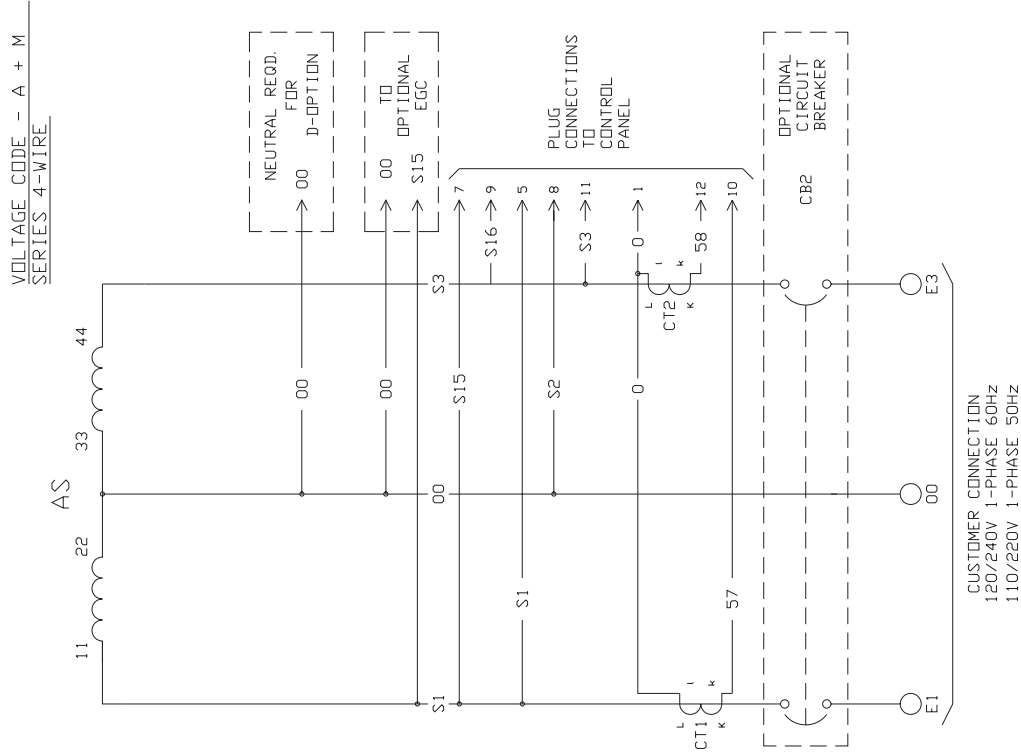 VOLTAGE CODE - A + M
SERIES 4-WIRE
NEUTRAL REQD.
FOR
D-OPTION
00
TO
OPTIONAL
EGC
00
S15
PLUG
CONNECTIONS
TO
CONTROL
PANEL
7
9
5
8
11
1
12
10
OPTIONAL
CIRCUIT
BREAKER
CB2
AS
44
33
22
11
S3
S16
S3
0
58
l
k
L
K
CT2
00
00
S15
S2
0
00
S1
57
S1
l
k
L
K
CT1
E3
00
E1
CUSTOMER CONNECTION
120/240V 1-PHASE 60Hz
110/220V 1-PHASE 50Hz